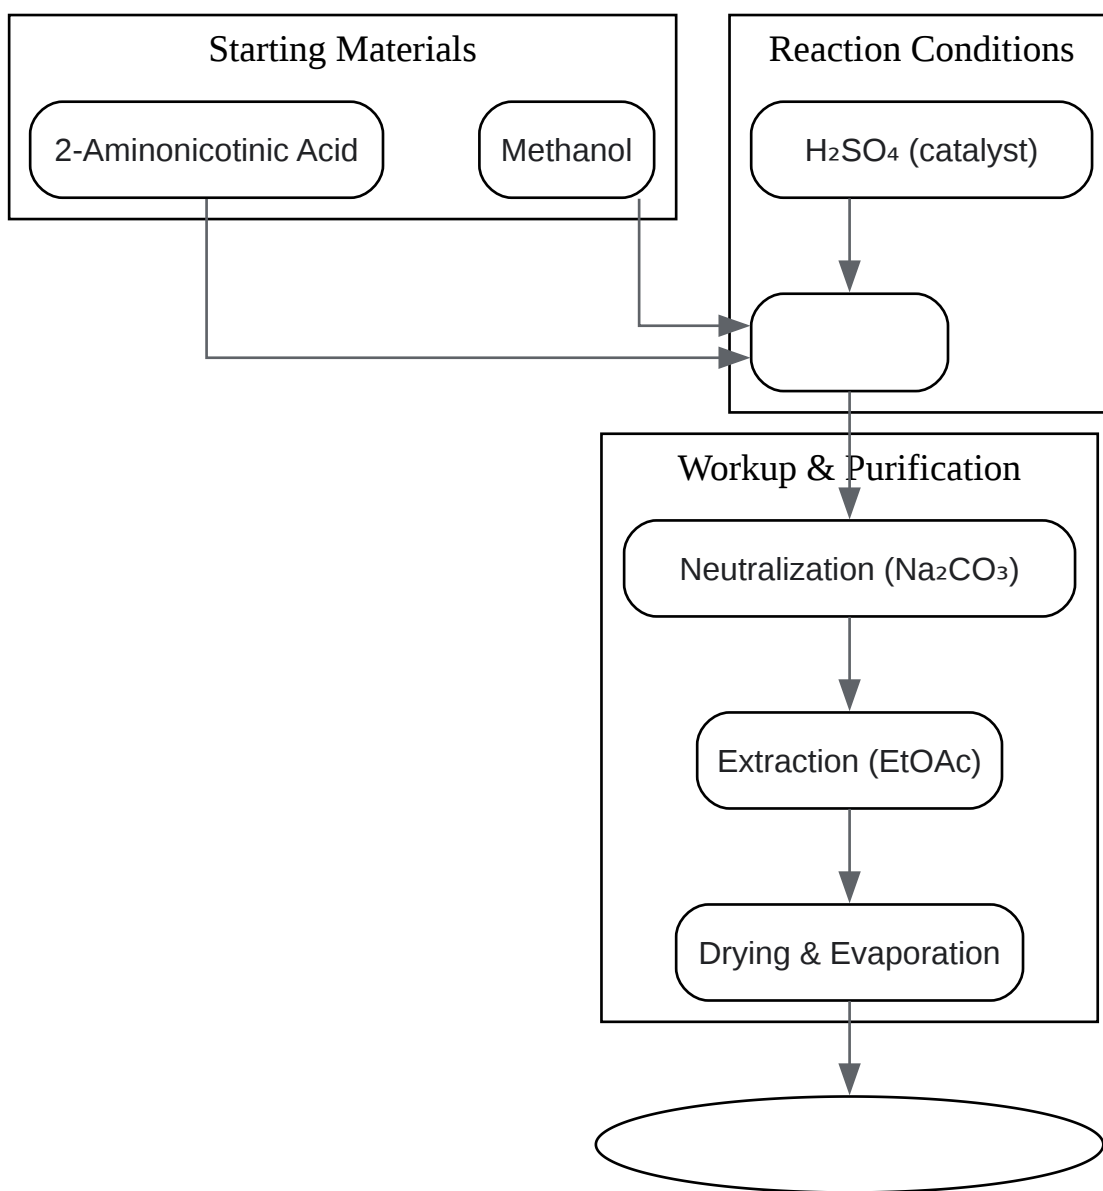 Starting Materials
2-Aminonicotinic Acid
Methanol
Reaction Conditions
H₂SO₄ (catalyst)
Workup & Purification
Neutralization (Na₂CO₃)
Extraction (EtOAc)
Drying & Evaporation